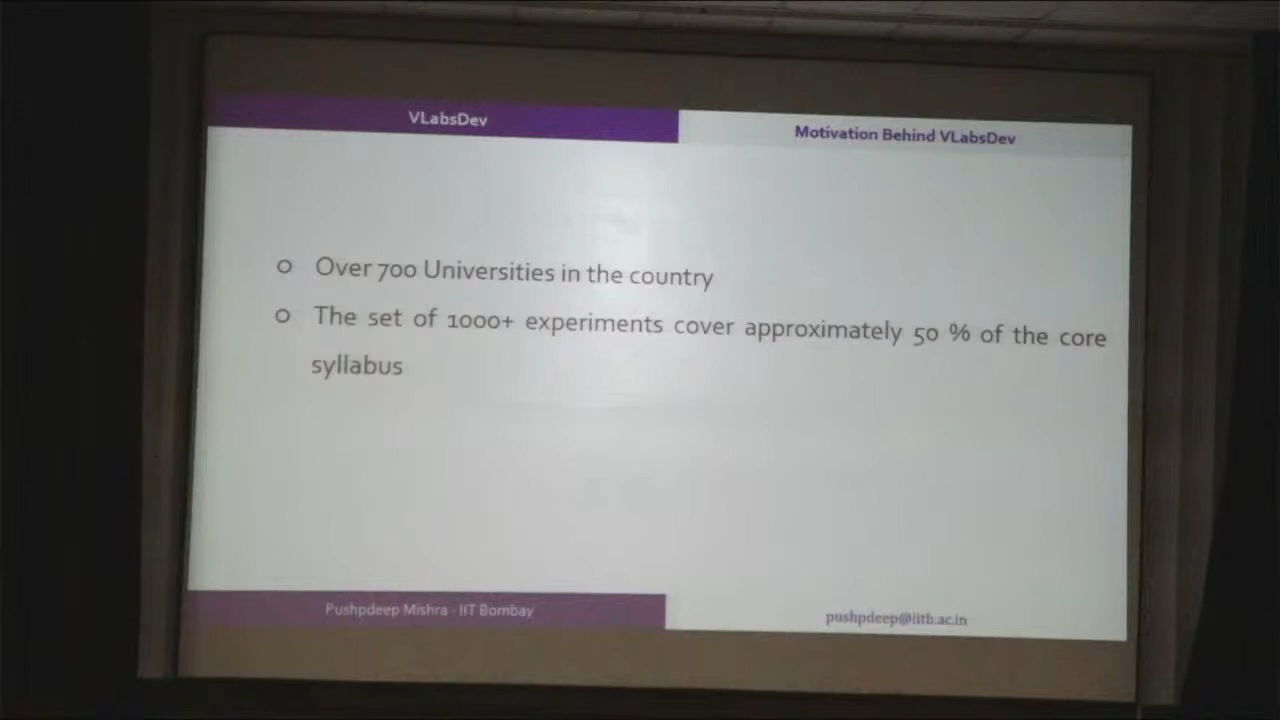 VLabsDev
Motivation Behind VLabsDev
o Over 700 Universities in the country
o The set of 1000+ experiments cover approximately 50 % of the core
syllabus
Pushpdeep Mishra - IIT Bombay
pushpdeep@iitb.ac.in